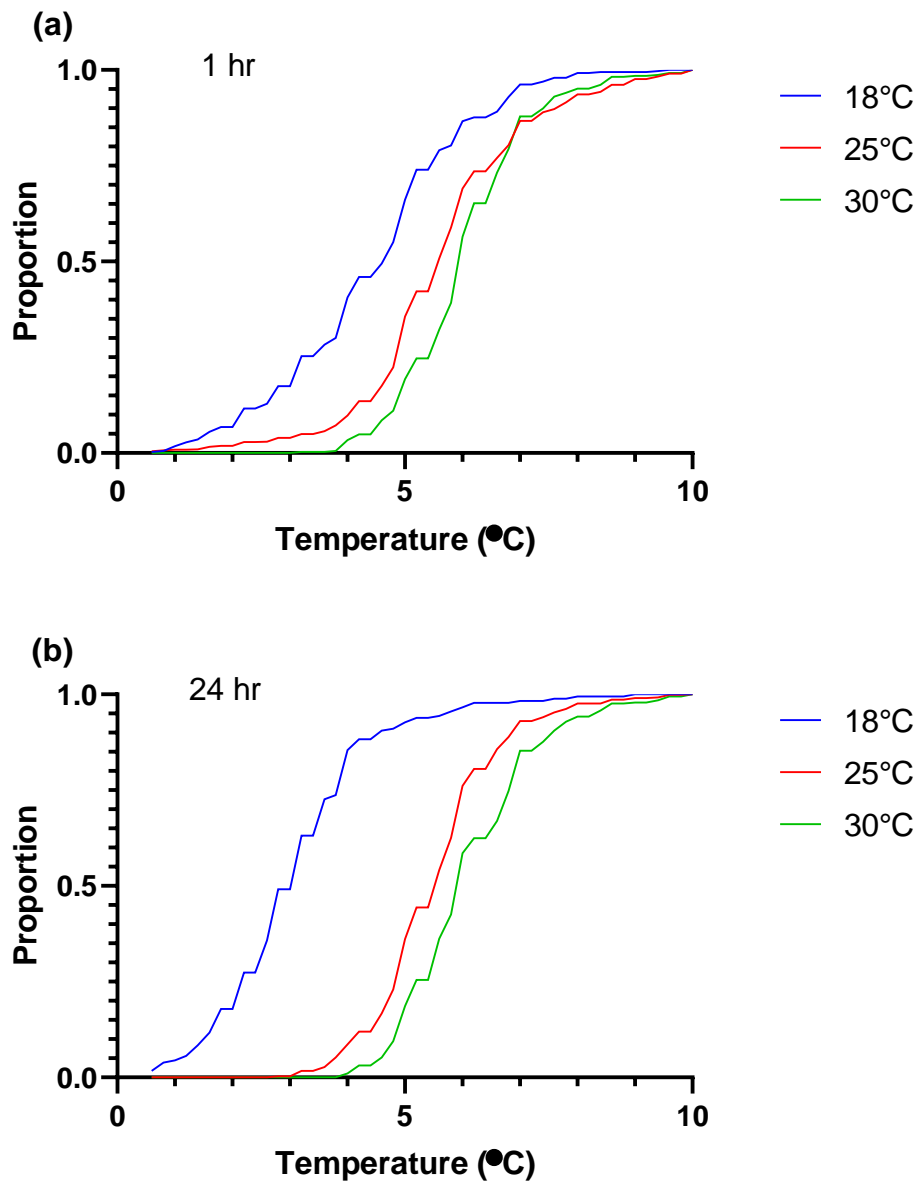 (a)
1 hr
1.0
0.5
0.0
Proportion
0
5
10
Temperature (●C)
18°C
25°C
30°C
(b)
24 hr
1.0
0.5
0.0
Proportion
0
5
10
Temperature (●C)
18°C
25°C
30°C